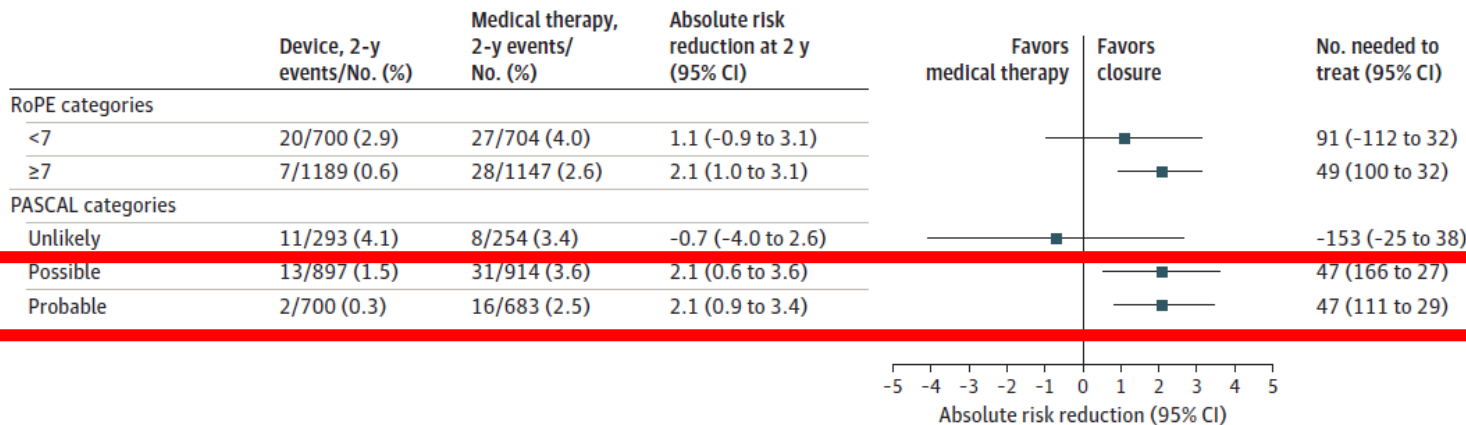 Device, 2-y events/No. (%) Medical therapy, 2-y events/ No. (%) Absolute risk reduction at 2 y (95% CI) Favors medical therapy Favors closure No. needed to treat (95% CI)
RoPE categories
<7 20/700 (2.9) 27/704 (4.0) 1.1 (-0.9 to 3.1) 91 (-112 to 32)
≥7 7/1189 (0.6) 28/1147 (2.6) 2.1 (1.0 to 3.1) 49 (100 to 32)
PASCAL categories
Unlikely 11/293 (4.1) 8/254 (3.4) -0.7 (-4.0 to 2.6) -153 (-25 to 38)
Possible 13/897 (1.5) 31/914 (3.6) 2.1 (0.6 to 3.6) 47 (166 to 27)
Probable 2/700 (0.3) 16/683 (2.5) 2.1 (0.9 to 3.4) 47 (111 to 29)
-5 -4 -3 -2 -1 0 1 2 3 4 5
Absolute risk reduction (95% CI)